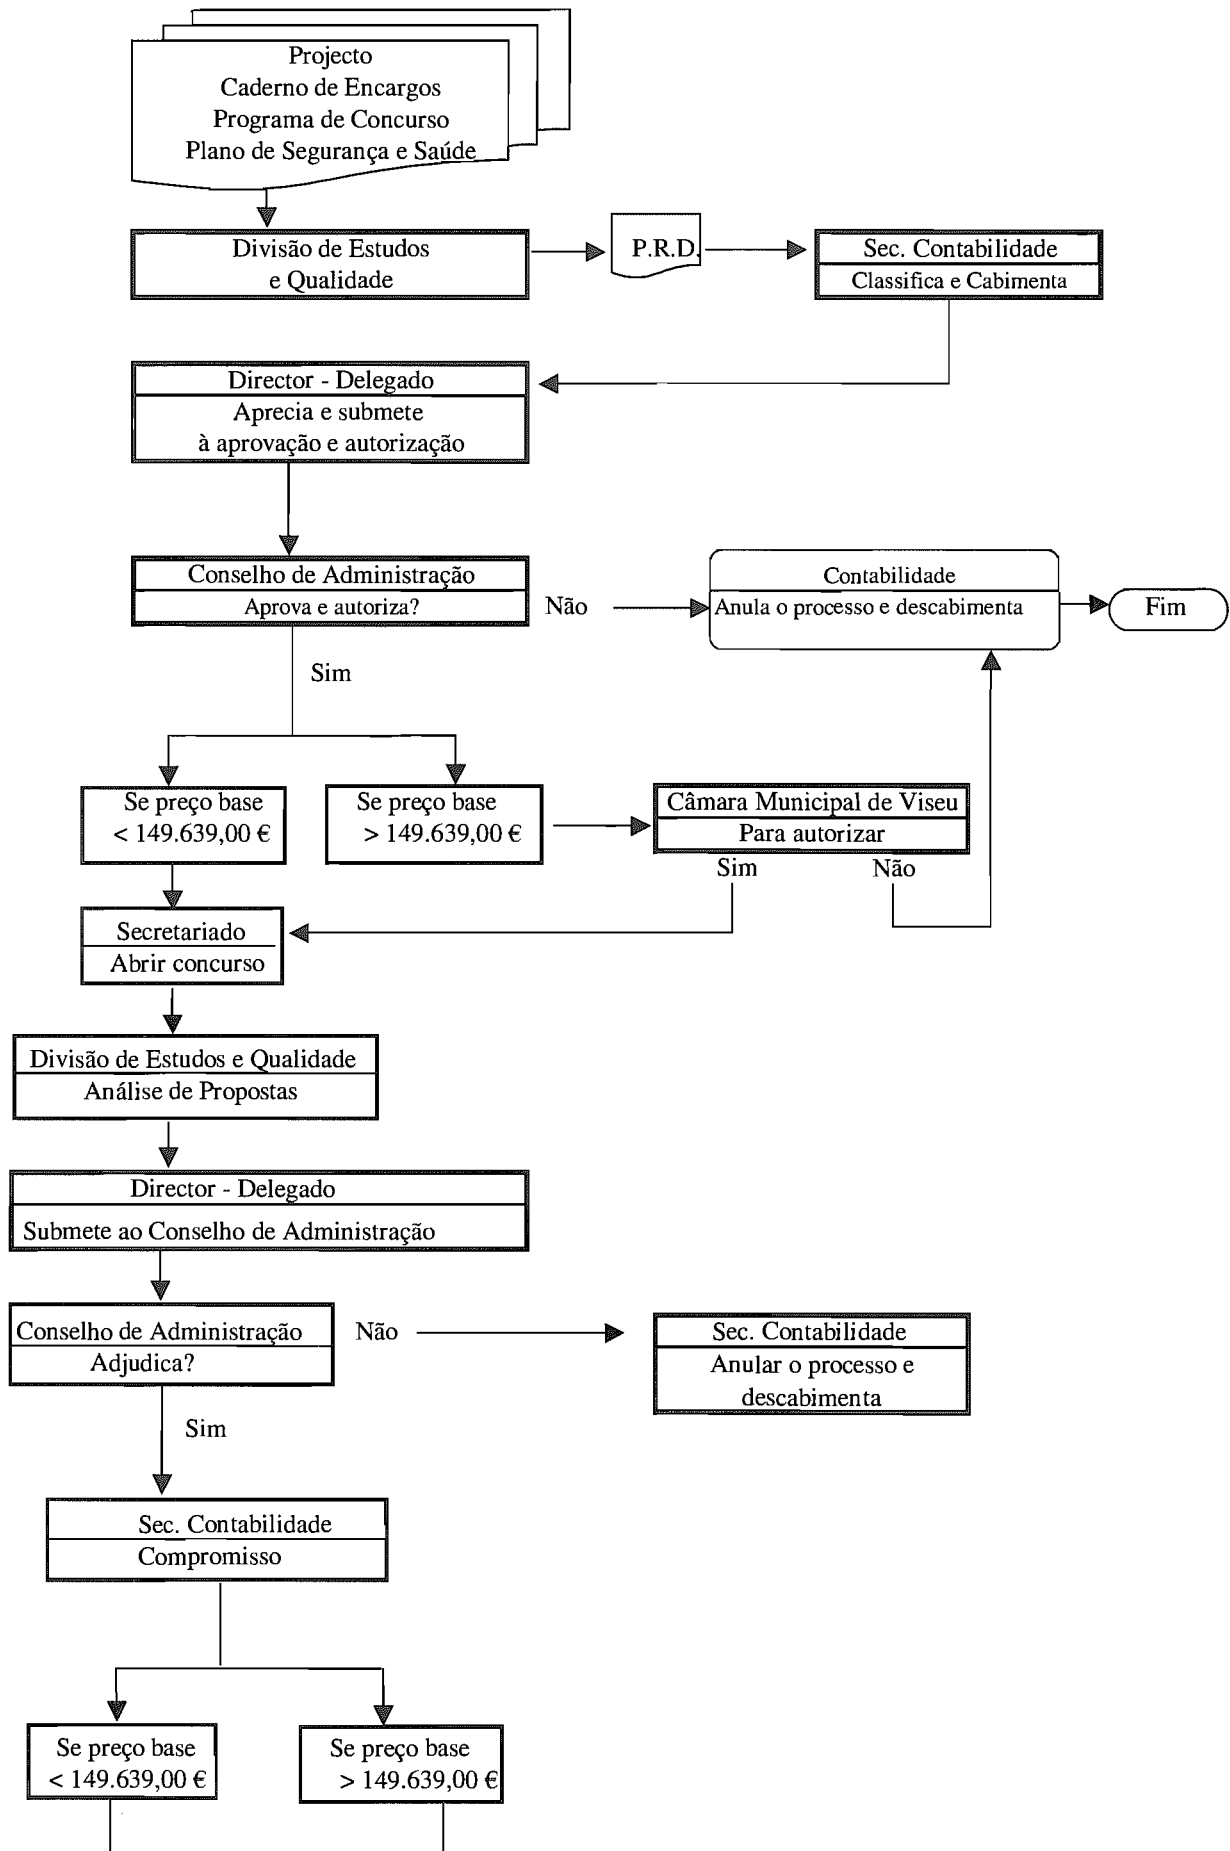 Projecto
Caderno de Encargos
Programa de Concurso
Plano de Segurança e Saúde
Divisão de Estudos
e Qualidade
P.R.D.
Sec. Contabilidade
Classifica e Cabimenta
Director - Delegado
Aprecia e submete
à aprovação e autorização
Conselho de Administração
Aprova e autoriza?
Não
Contabilidade
Anula o processo e descabimenta
Fim
Sim
Se preço base
< 149.639,00 €
Se preço base
> 149.639,00 €
Câmara Municipal de Viseu
Para autorizar
Sim
Não
Secretariado
Abrir concurso
Divisão de Estudos e Qualidade
Análise de Propostas
Director - Delegado
Submete ao Conselho de Administração
Conselho de Administração
Adjudica?
Não
Sec. Contabilidade
Anular o processo e
descabimenta
Sim
Sec. Contabilidade
Compromisso
Se preço base
< 149.639,00 €
Se preço base
> 149.639,00 €